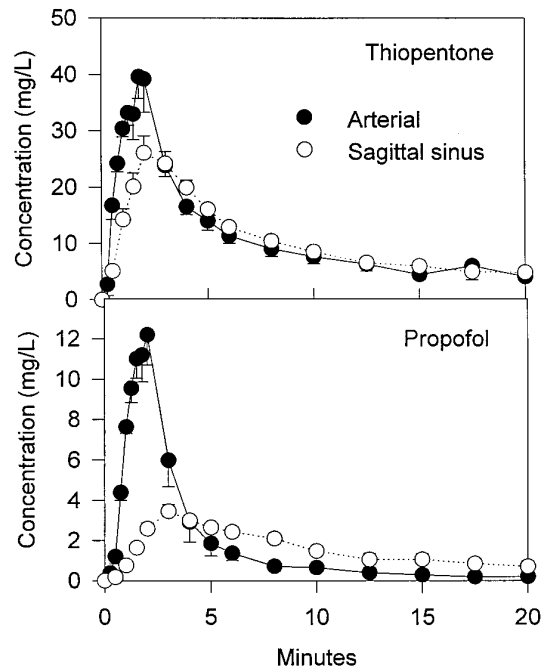 50
40
30
20
10
0
Concentration (mg/L)
Thiopentone
Arterial
Sagittal sinus
12
10
8
6
4
2
0
Concentration (mg/L)
Propofol
0 5 10 15 20
Minutes